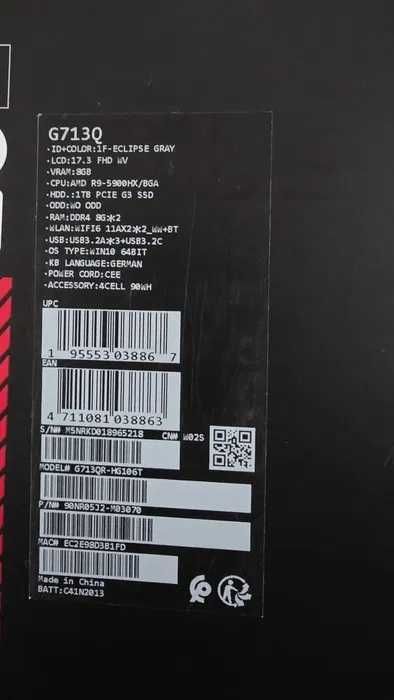 G713Q
·ID+COLOR:1F-ECLIPSE GRAY
·LCD:17.3 FHD WV
·VRAM:8GB
·CPU:AMD R9-5900HX/BGA
·HDD.:1TB PCIE G3 SSD
·ODD:WO ODD
·RAM:DDR4 8G*2
·WLAN:WIFI6 11AX2*2_WW+BT
·USB:USB3.2A*3+USB3.2C
·OS TYPE:WIN10 64BIT
·KB LANGUAGE:GERMAN
·POWER CORD:CEE
·ACCESSORY:4CELL 90WH
UPC
1 95553 03886 7
EAN
4 711081 038863
S/N# M5NRKD018965218 CN# W02S
MODEL# G713QR-HG106T
P/N# 90NR05J2-M03070
MAC# EC2E98D3B1FD
Made in China
BATT:C41N2013